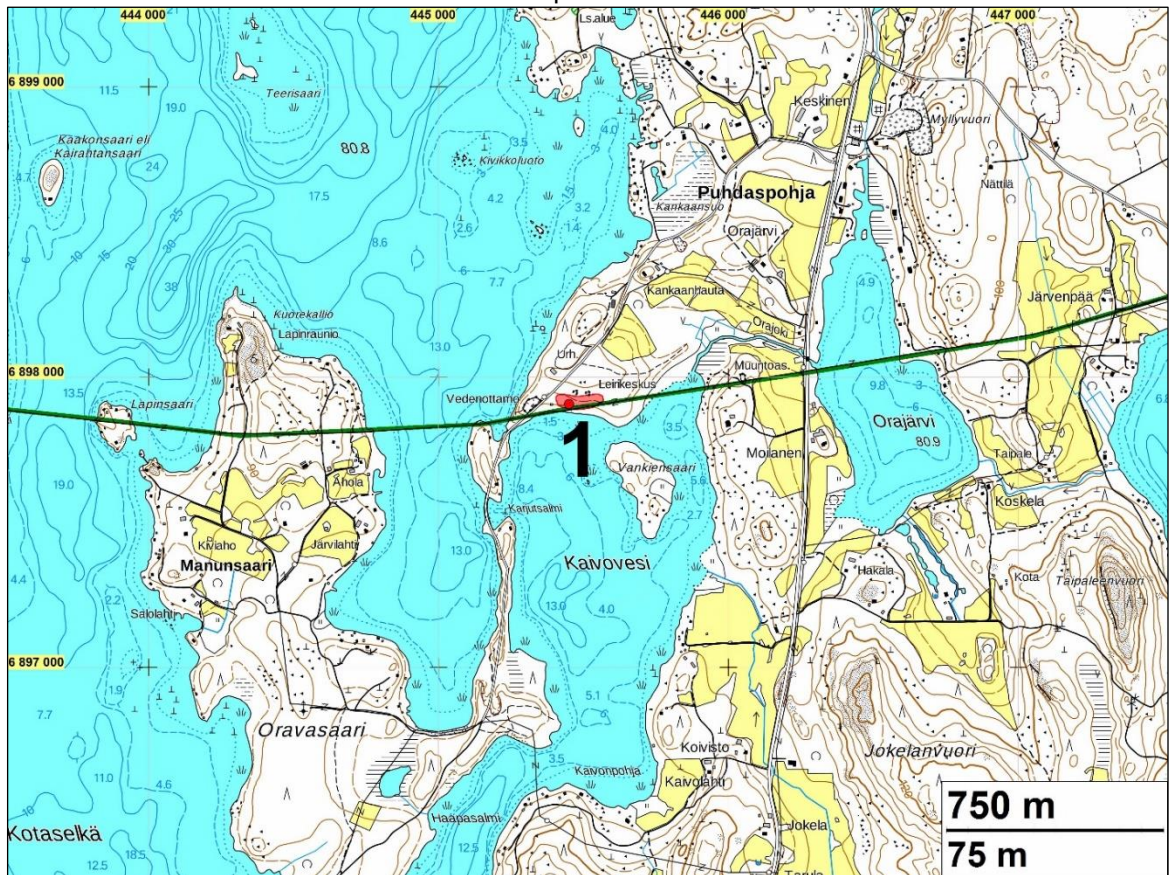 444 000
445 000
446 000
447 000
Ls.alue
6 899 000
11.5
19.0
Teerisaari
Keskinen
Myllyvuori
Kaakonsaari eli
Kairahtansaari
80.8
Kivikkoluoto
3.5
4.0
24
4.7
17.5
4.2
3.2
1.5
1.4
2.6
Puhdaspohja
Kankaansuo
Nättilä
Orajärvi
8.6
7.7
38
4.9
Kankaanhauta
Järvenpää
Kuorekallio
Lapinraunio
13.0
Orajoki
Urh.
6 898 000
Muuntoas.
Leirikeskus
Vedenottamo
13.5
Lapinsaari
9.8
Orajärvi
80.9
1
3.5
Moilanen
Taipale
Vankiensaari
5.6
19.0
Ahola
8.4
Koskela
2.7
Karjutsalmi
Kiviaho
Järvilahti
13.0
Manunsaari
Kaivovesi
Hakala
Kota
Taipaleenvuori
4.4
2.2
13.0
4.0
Salolahti
6 897 000
1.9
7.7
5.1
Oravasaari
Koivisto
Jokelanvuori
11.0
4.6
Kaivonpohja
3.5
Kaivolahti
750 m
Kotaselkä
Haapasalmi
Jokela
12.5
18.5
12.5
75 m